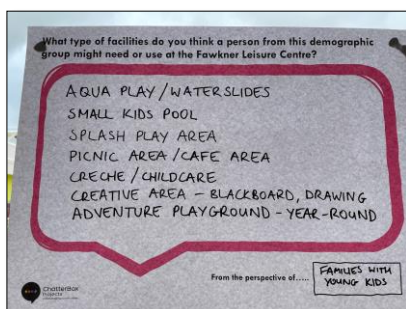 What type of facilities do you think a person from this demographic
group might need or use at the Fawkner Leisure Centre?
AQUA PLAY / WATERSLIDES
SMALL KIDS POOL
SPLASH PLAY AREA
PICNIC AREA / CAFE AREA
CRECHE / CHILDCARE
CREATIVE AREA – BLACKBOARD, DRAWING
ADVENTURE PLAYGROUND – YEAR-ROUND
From the perspective of.....
FAMILIES WITH
YOUNG KIDS
ChatterBox
Projects